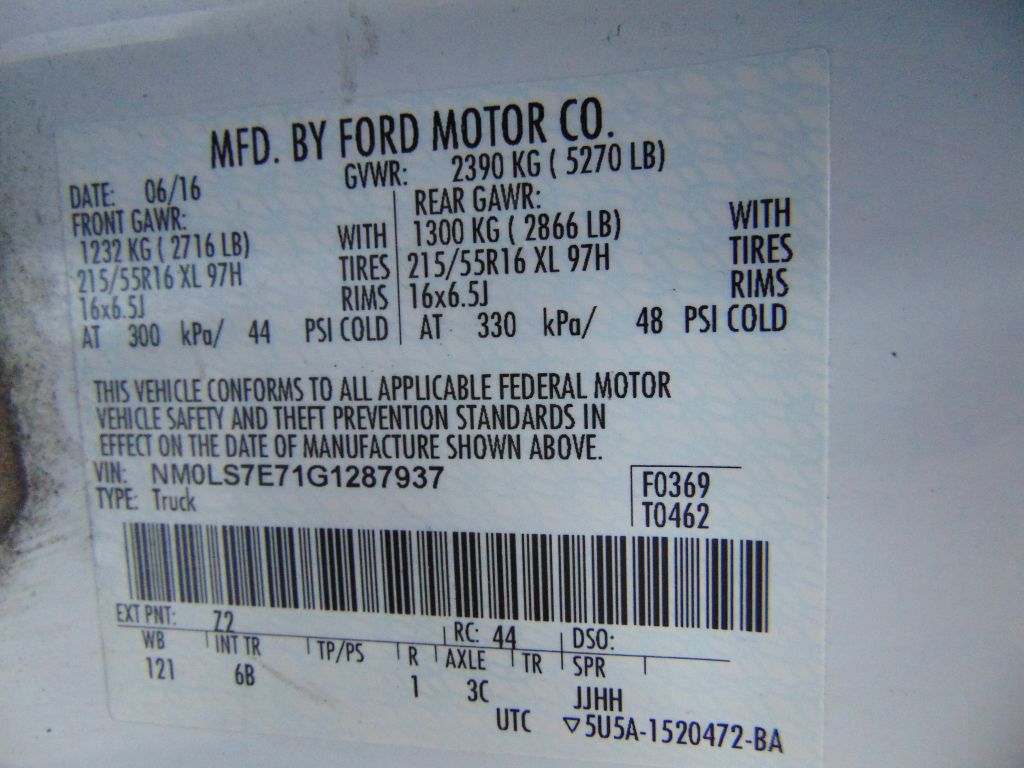 MFD. BY FORD MOTOR CO.
DATE: 06/16 GVWR: 2390 KG ( 5270 LB)
FRONT GAWR: REAR GAWR:
1232 KG ( 2716 LB) WITH 1300 KG ( 2866 LB) WITH
215/55R16 XL 97H TIRES 215/55R16 XL 97H TIRES
16x6.5J RIMS 16x6.5J RIMS
AT 300 kPa/ 44 PSI COLD AT 330 kPa/ 48 PSI COLD
THIS VEHICLE CONFORMS TO ALL APPLICABLE FEDERAL MOTOR
VEHICLE SAFETY AND THEFT PREVENTION STANDARDS IN
EFFECT ON THE DATE OF MANUFACTURE SHOWN ABOVE.
VIN: NM0LS7E71G1287937 F0369
TYPE: Truck T0462
EXT PNT: Z2 RC: 44 DSO:
WB INT TR TP/PS R AXLE TR SPR
121 6B 1 3C JJHH
UTC ▽5U5A-1520472-BA